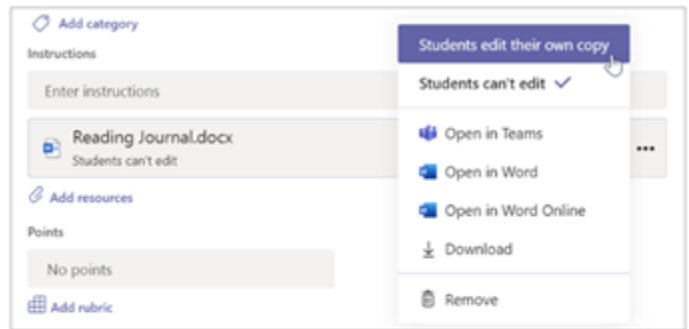 Add category
Instructions
Enter instructions
Reading Journal.docx
Students can't edit
Add resources
Points
No points
Add rubric
Students edit their own copy
Students can't edit
Open in Teams
Open in Word
Open in Word Online
Download
Remove